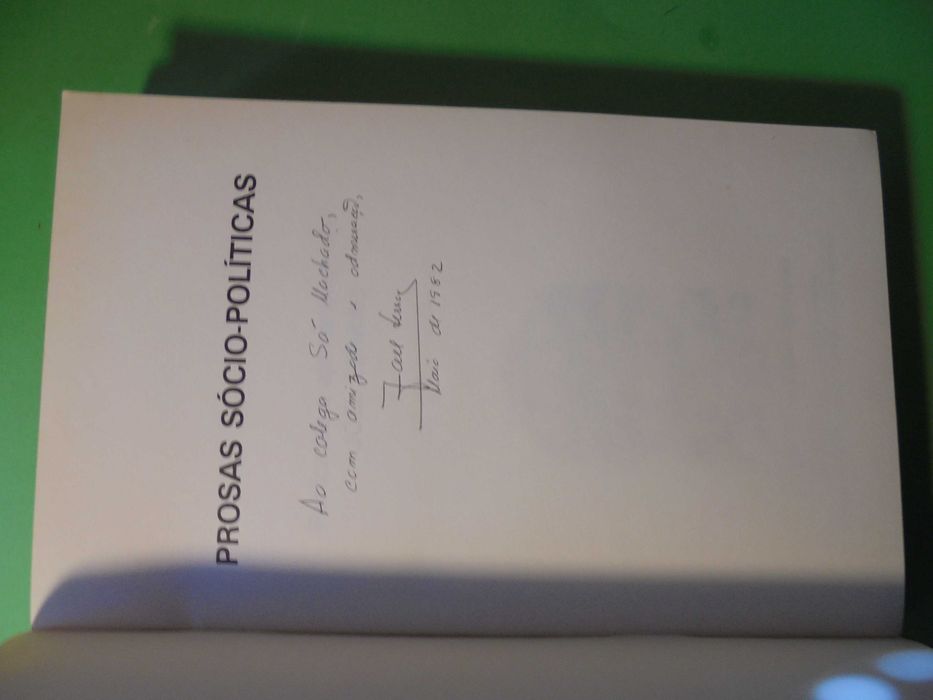 PROSAS SÓCIO-POLÍTICAS
Ao colega Sá Machado,
com amizade e admiração,
Maio de 1982